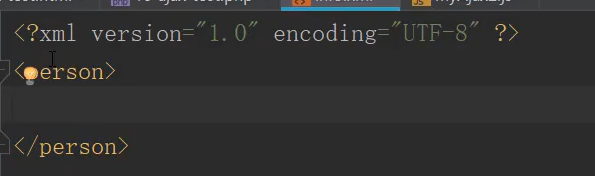 <?xml version="1.0" encoding="UTF-8" ?>
<person>
</person>